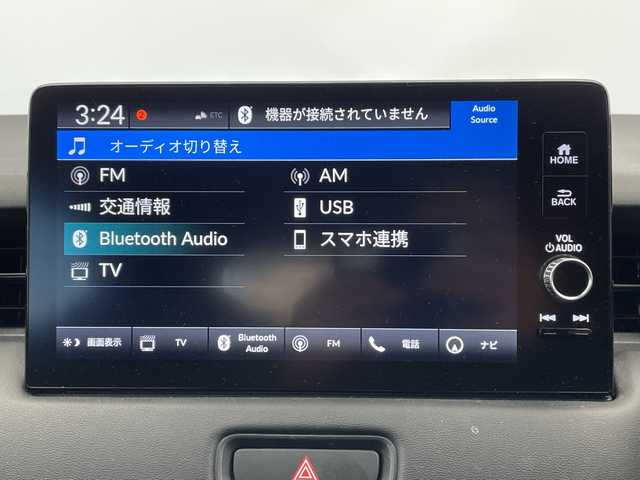 3:24 2 ETC 機器が接続されていません Audio Source
オーディオ切り替え
FM AM
交通情報 USB
Bluetooth Audio スマホ連携
TV
画面表示 TV Bluetooth Audio FM 電話 ナビ
HOME
BACK
VOL
AUDIO